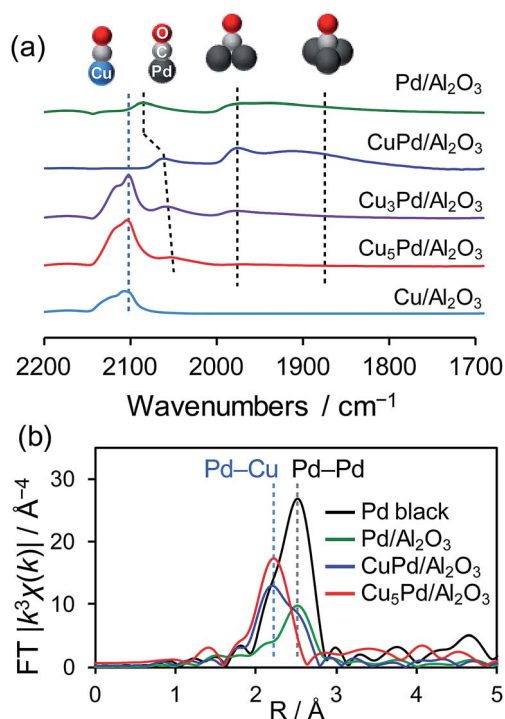 (a)
O
C
Cu
Pd
Pd/Al₂O₃
CuPd/Al₂O₃
Cu₃Pd/Al₂O₃
Cu₅Pd/Al₂O₃
Cu/Al₂O₃
2200 2100 2000 1900 1800 1700
Wavenumbers / cm⁻¹
(b)
Pd–Cu Pd–Pd
30
20
10
0
FT |k³χ(k)| / Å⁻⁴
Pd black
Pd/Al₂O₃
CuPd/Al₂O₃
Cu₅Pd/Al₂O₃
0 1 2 3 4 5
R / Å